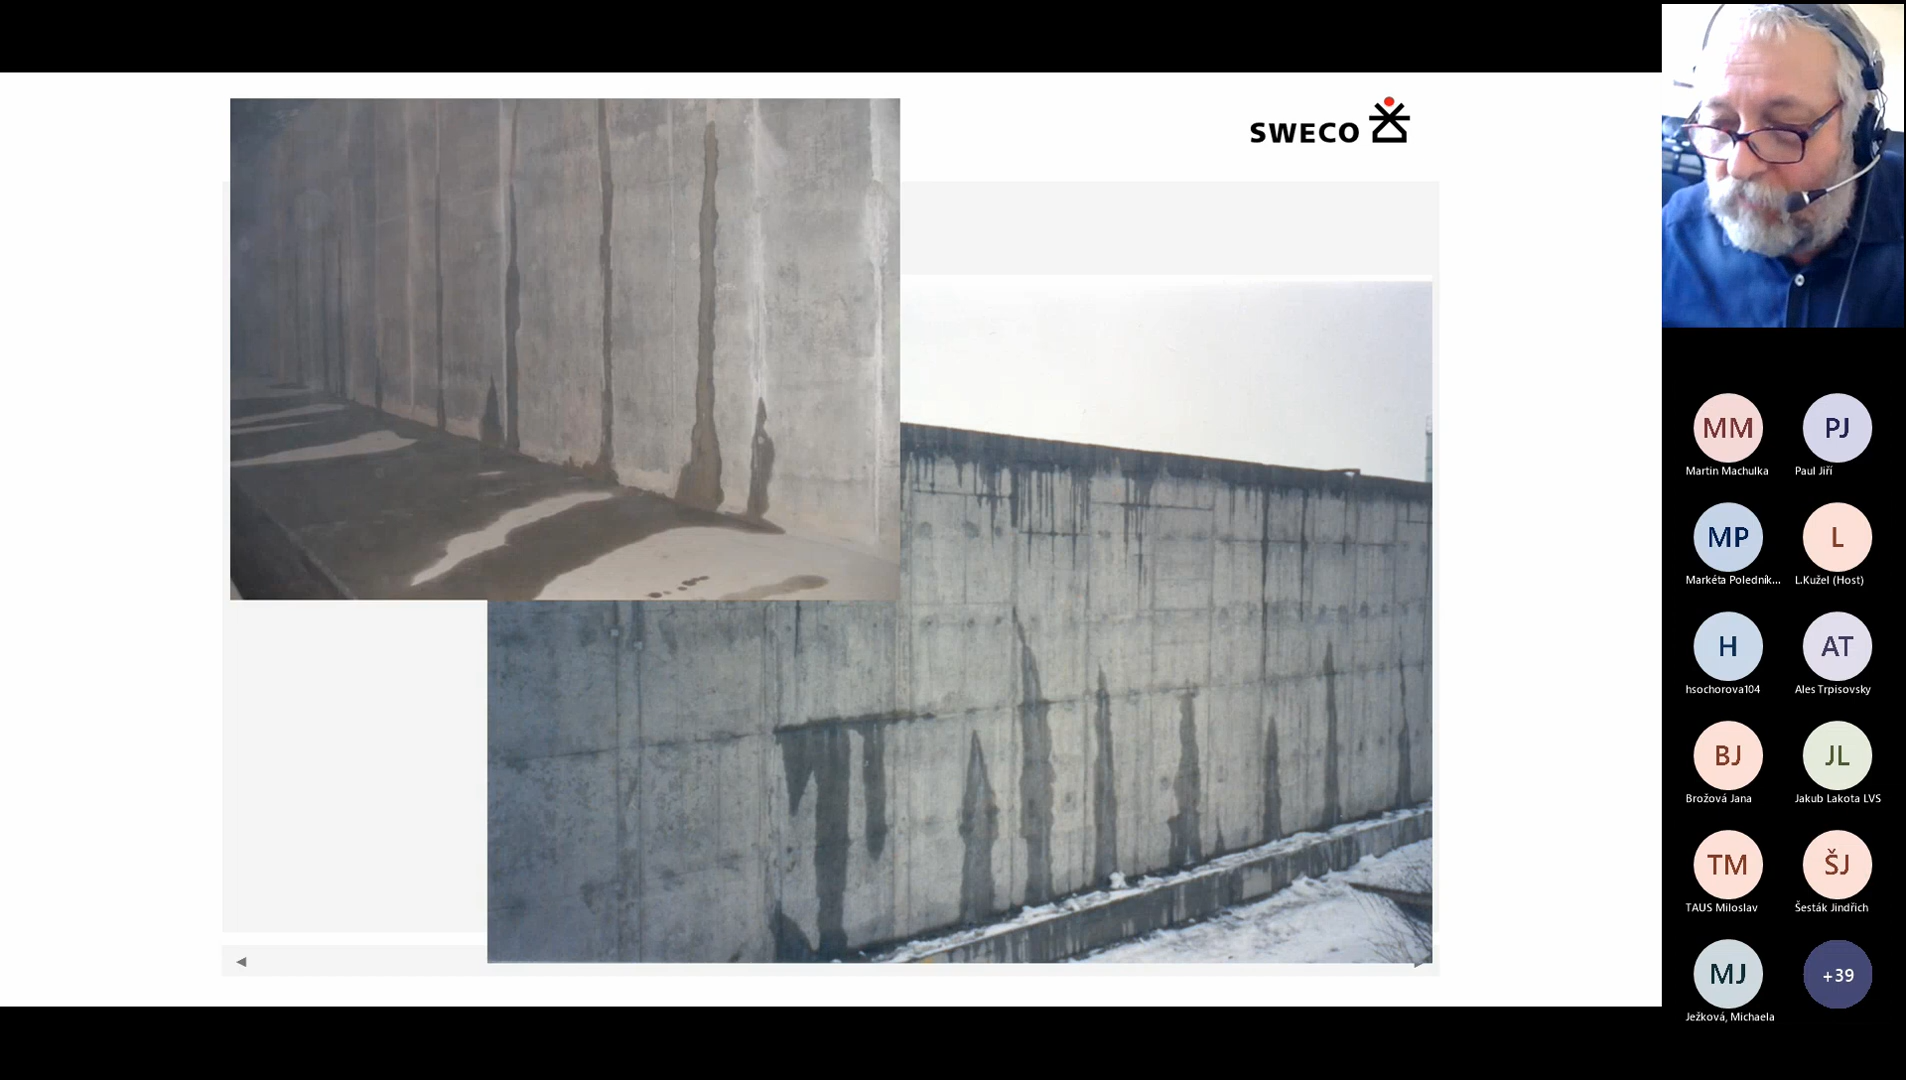 SWECO
MM
PJ
Martin Machulka
Paul Jiří
MP
L
Markéta Poledník...
L.Kužel (Host)
H
AT
hsochorova104
Ales Trpisovsky
BJ
JL
Brožová Jana
Jakub Lakota LVS
TM
ŠJ
TAUS Miloslav
Šesták Jindřich
MJ
+39
Ježková, Michaela